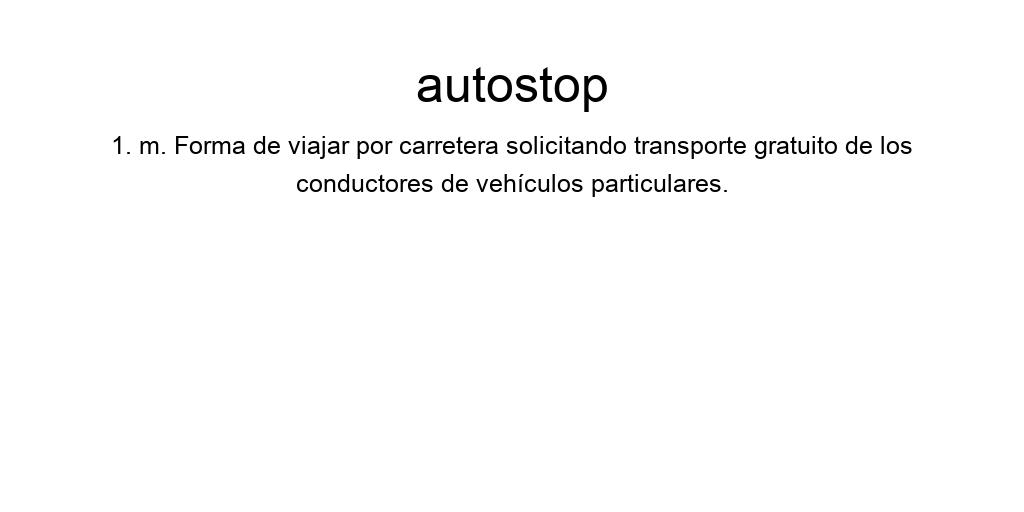 autostop
1. m. Forma de viajar por carretera solicitando transporte gratuito de los
conductores de vehículos particulares.